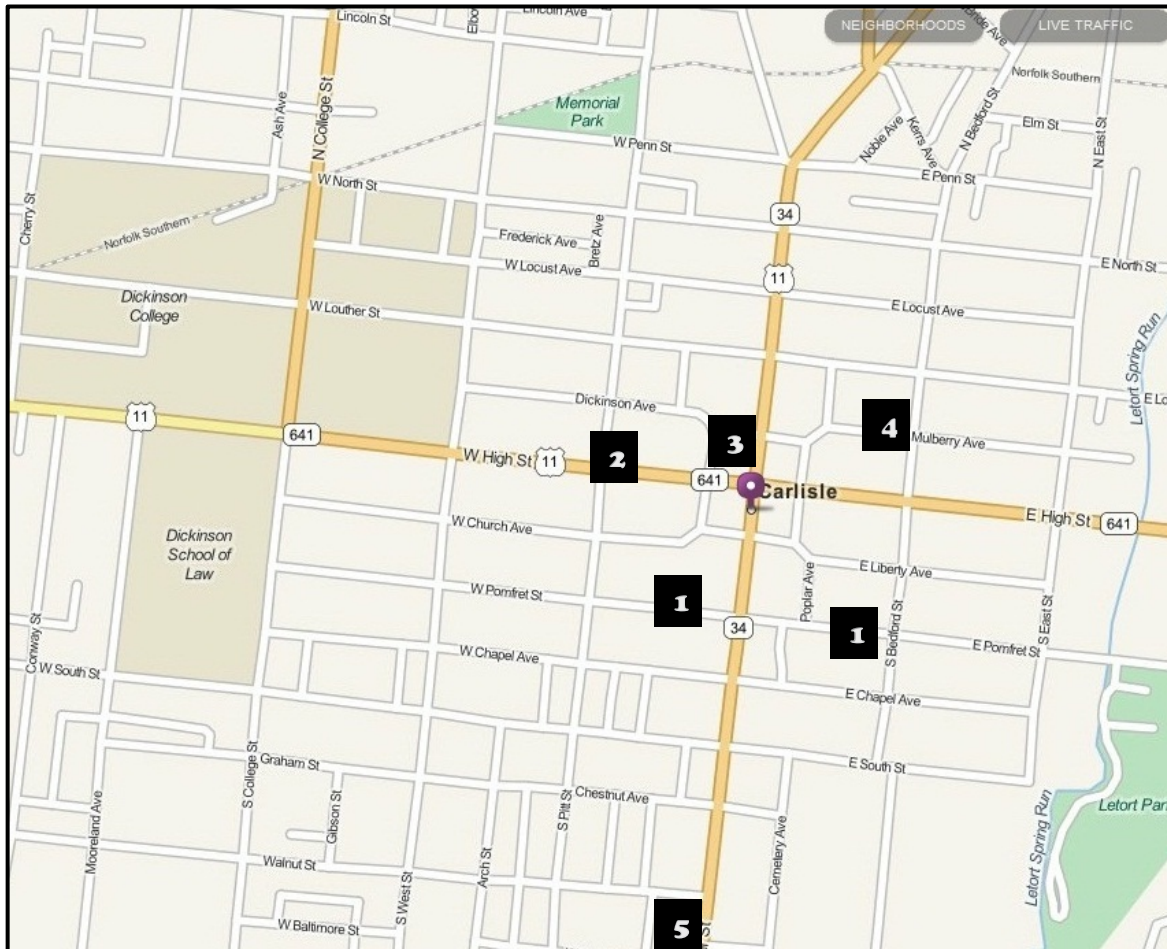 Lincoln St
Elbow
Lincoln Ave
NEIGHBORHOODS
LIVE TRAFFIC
Ave
Norfolk Southern
Memorial
Park
Ash Ave
N College St
W Penn St
Noble Ave
Kerrs Ave
N Bedford St
Elm St
N East St
E Penn St
W North St
34
Cherry St
Norfolk Southern
Frederick Ave
Bretz Ave
W Locust Ave
11
E North St
Dickinson
College
W Louther St
E Locust Ave
Letort Spring Run
Dickinson Ave
E Lo
11
641
W High St
11
2
3
4
Mulberry Ave
641
Carlisle
E High St
641
Dickinson
School of
Law
W Church Ave
E Liberty Ave
Poplar Ave
W Pomfret St
1
34
1
S Bedford St
E Pomfret St
S East St
Conway St
W South St
W Chapel Ave
E Chapel Ave
Graham St
E South St
S College St
Gibson St
Chestnut Ave
S Pitt St
Mooreland Ave
Walnut St
Arch St
S West St
Cemetery Ave
Letort Spring Run
Letort Par
W Baltimore St
5
St